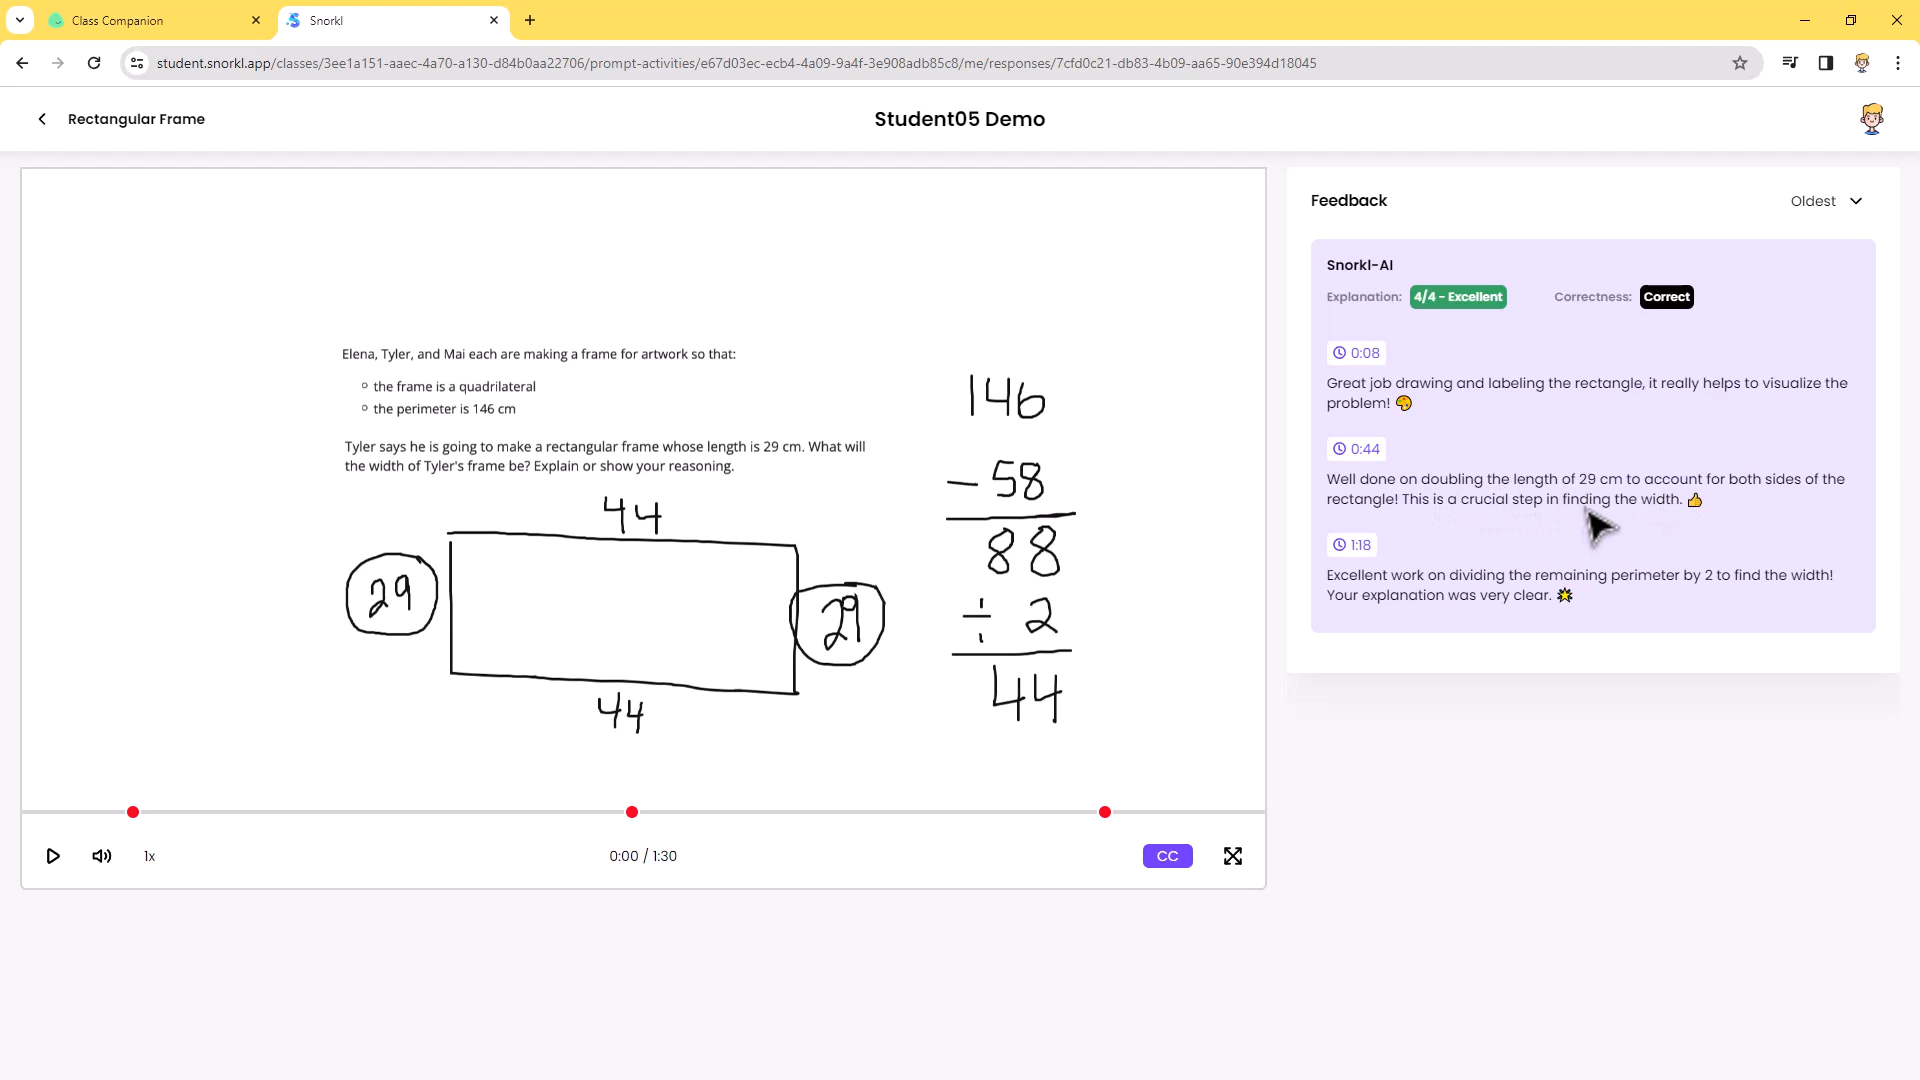 Class Companion
Snorkl
student.snorkl.app/classes/3ee1a151-aaec-4a70-a130-d84b0aa22706/prompt-activities/e67d03ec-ecb4-4a09-9a4f-3e908adb85c8/me/responses/7cfd0c21-db83-4b09-aa65-90e394d18045
Rectangular Frame
Student05 Demo
Elena, Tyler, and Mai each are making a frame for artwork so that:
the frame is a quadrilateral
the perimeter is 146 cm
Tyler says he is going to make a rectangular frame whose length is 29 cm. What will
the width of Tyler's frame be? Explain or show your reasoning.
44
29
29
44
146
- 58
88
÷ 2
44
1x
0:00 / 1:30
CC
Feedback
Oldest
Snorkl-AI
Explanation: 4/4 - Excellent
Correctness: Correct
0:08
Great job drawing and labeling the rectangle, it really helps to visualize the
problem! 🎨
0:44
Well done on doubling the length of 29 cm to account for both sides of the
rectangle! This is a crucial step in finding the width. 👍
1:18
Excellent work on dividing the remaining perimeter by 2 to find the width!
Your explanation was very clear. 🌟